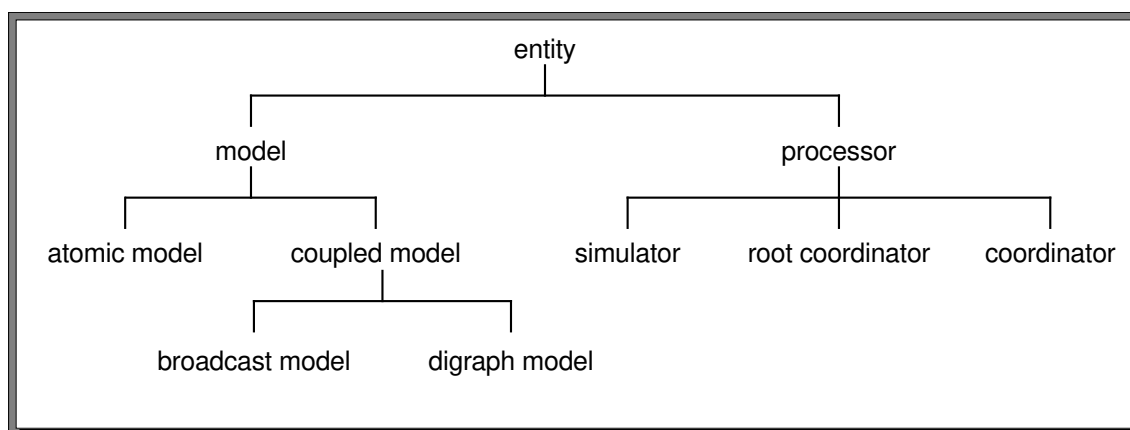 entity
model processor
atomic model coupled model simulator root coordinator coordinator
broadcast model digraph model